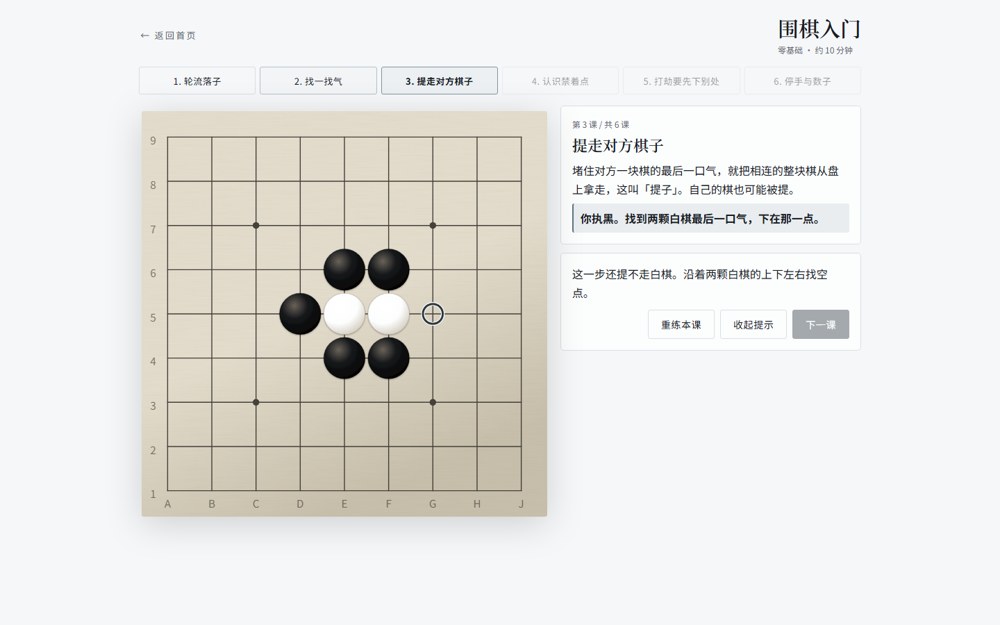 ← 返回首页
围棋入门
零基础 · 约 10 分钟
1. 轮流落子
2. 找一找气
3. 提走对方棋子
4. 认识禁着点
5. 打劫要先下别处
6. 停手与数子
9
8
7
6
5
4
3
2
1
A B C D E F G H J
第 3 课 / 共 6 课
提走对方棋子
堵住对方一块棋的最后一口气，就把相连的整块棋从盘
上拿走，这叫「提子」。自己的棋也可能被提。
你执黑。找到两颗白棋最后一口气，下在那一点。
这一步还提不走白棋。沿着两颗白棋的上下左右找空
点。
重练本课
收起提示
下一课